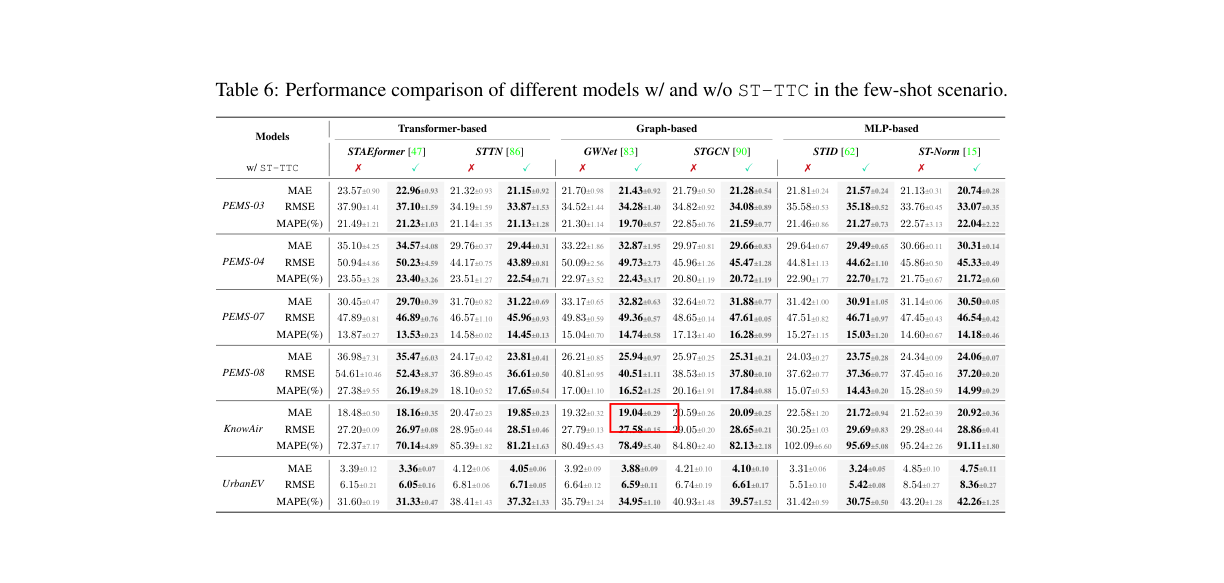 Table 6: Performance comparison of different models w/ and w/o ST-TTC in the few-shot scenario.
Models Transformer-based Graph-based MLP-based
STAEformer [47] STTN [86] GWNet [83] STGCN [90] STID [62] ST-Norm [15]
w/ ST-TTC ✗ ✓ ✗ ✓ ✗ ✓ ✗ ✓ ✗ ✓ ✗ ✓
PEMS-03
MAE 23.57±0.90 22.96±0.93 21.32±0.93 21.15±0.92 21.70±0.98 21.43±0.92 21.79±0.50 21.28±0.54 21.81±0.24 21.57±0.24 21.13±0.31 20.74±0.28
RMSE 37.90±1.41 37.10±1.59 34.19±1.59 33.87±1.53 34.52±1.44 34.28±1.40 34.82±0.92 34.08±0.89 35.58±0.53 35.18±0.52 33.76±0.45 33.07±0.35
MAPE(%) 21.49±1.21 21.23±1.03 21.14±1.35 21.13±1.28 21.30±1.14 19.70±0.57 22.85±0.76 21.59±0.77 21.46±0.86 21.27±0.73 22.57±3.13 22.04±2.22
PEMS-04
MAE 35.10±4.25 34.57±4.08 29.76±0.37 29.44±0.31 33.22±1.86 32.87±1.95 29.97±0.81 29.66±0.83 29.64±0.67 29.49±0.65 30.66±0.11 30.31±0.14
RMSE 50.94±4.86 50.23±4.59 44.17±0.75 43.89±0.81 50.09±2.56 49.73±2.73 45.96±1.26 45.47±1.28 44.81±1.13 44.62±1.10 45.86±0.50 45.33±0.49
MAPE(%) 23.55±3.28 23.40±3.26 23.51±1.27 22.54±0.71 22.97±3.52 22.43±3.17 20.80±1.19 20.72±1.19 22.90±1.77 22.70±1.72 21.75±0.67 21.72±0.60
PEMS-07
MAE 30.45±0.47 29.70±0.39 31.70±0.82 31.22±0.69 33.17±0.65 32.82±0.63 32.64±0.72 31.88±0.77 31.42±1.00 30.91±1.05 31.14±0.06 30.50±0.05
RMSE 47.89±0.81 46.89±0.76 46.57±1.10 45.96±0.93 49.83±0.59 49.36±0.57 48.65±0.14 47.61±0.05 47.51±0.82 46.71±0.97 47.45±0.43 46.54±0.42
MAPE(%) 13.87±0.27 13.53±0.23 14.58±0.02 14.45±0.13 15.04±0.70 14.74±0.58 17.13±1.40 16.28±0.99 15.27±1.15 15.03±1.20 14.60±0.67 14.18±0.46
PEMS-08
MAE 36.98±7.31 35.47±6.03 24.17±0.42 23.81±0.41 26.21±0.85 25.94±0.97 25.97±0.25 25.31±0.21 24.03±0.27 23.75±0.28 24.34±0.09 24.06±0.07
RMSE 54.61±10.46 52.43±8.37 36.89±0.45 36.61±0.50 40.81±0.95 40.51±1.11 38.53±0.15 37.80±0.10 37.62±0.77 37.36±0.77 37.45±0.16 37.20±0.20
MAPE(%) 27.38±9.55 26.19±8.29 18.10±0.52 17.65±0.54 17.00±1.10 16.52±1.25 20.16±1.91 17.84±0.88 15.07±0.53 14.43±0.20 15.28±0.59 14.99±0.29
KnowAir
MAE 18.48±0.50 18.16±0.35 20.47±0.23 19.85±0.23 19.32±0.32 19.04±0.29 20.59±0.26 20.09±0.25 22.58±1.20 21.72±0.94 21.52±0.39 20.92±0.36
RMSE 27.20±0.09 26.97±0.08 28.95±0.44 28.51±0.46 27.79±0.13 27.58±0.15 29.05±0.20 28.65±0.21 30.25±1.03 29.69±0.83 29.28±0.44 28.86±0.41
MAPE(%) 72.37±7.17 70.14±4.89 85.39±1.82 81.21±1.63 80.49±5.43 78.49±5.40 84.80±2.40 82.13±2.18 102.09±6.60 95.69±5.08 95.24±2.26 91.11±1.80
UrbanEV
MAE 3.39±0.12 3.36±0.07 4.12±0.06 4.05±0.06 3.92±0.09 3.88±0.09 4.21±0.10 4.10±0.10 3.31±0.06 3.24±0.05 4.85±0.10 4.75±0.11
RMSE 6.15±0.21 6.05±0.16 6.81±0.06 6.71±0.05 6.64±0.12 6.59±0.11 6.74±0.19 6.61±0.17 5.51±0.10 5.42±0.08 8.54±0.27 8.36±0.27
MAPE(%) 31.60±0.19 31.33±0.47 38.41±1.43 37.32±1.33 35.79±1.24 34.95±1.10 40.93±1.48 39.57±1.52 31.42±0.59 30.75±0.50 43.20±1.28 42.26±1.25